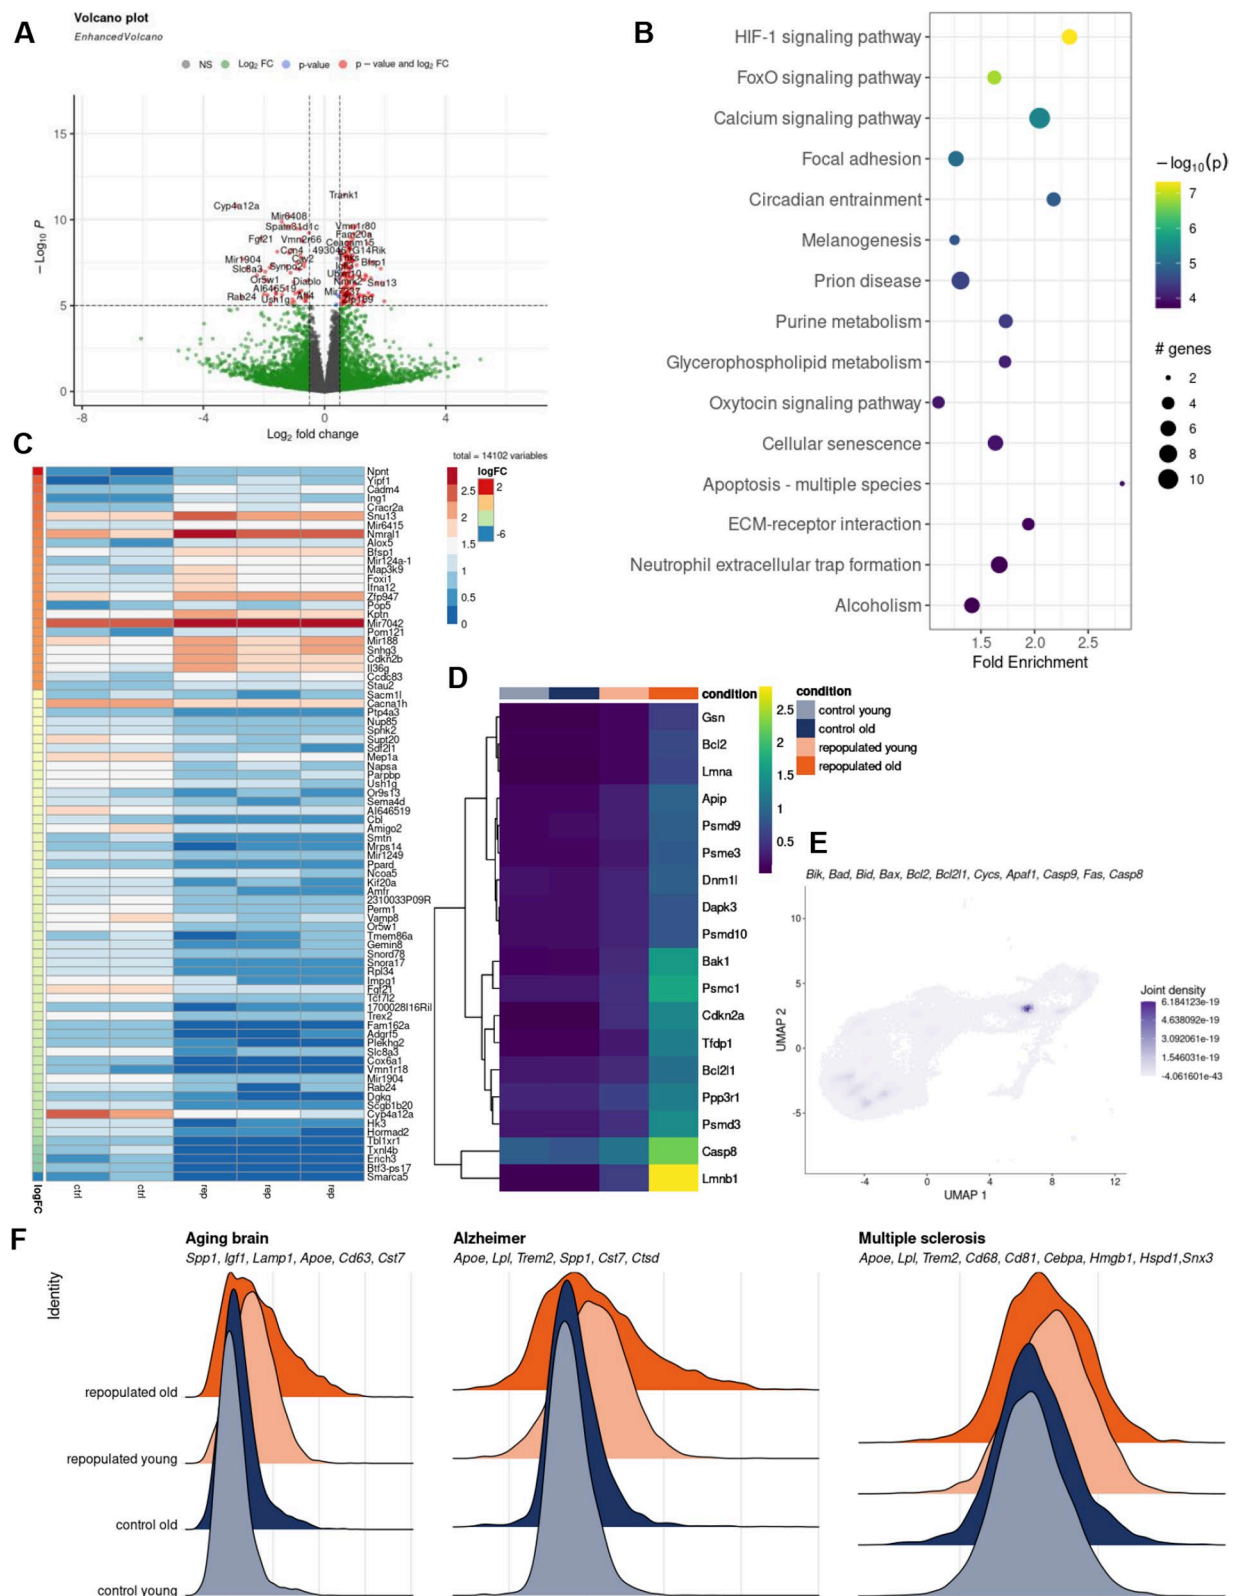 A
Volcano plot
EnhancedVolcano
NS Log2 FC p-value p – value and log2 FC
– Log10 P
15
10
5
0
Trank1
Cyp4a12a
Mir6408
Vmn1r80
Fam20a
Fgf21
Vmn2r66
Mir1904
Slc8a3
Bfsp1
Or5w1
Diablo
Snu13
AI646519
Rab24
Ush1g
-8
-4
0
4
Log2 fold change
total = 14102 variables
B
HIF-1 signaling pathway
FoxO signaling pathway
Calcium signaling pathway
Focal adhesion
Circadian entrainment
Melanogenesis
Prion disease
Purine metabolism
Glycerophospholipid metabolism
Oxytocin signaling pathway
Cellular senescence
Apoptosis - multiple species
ECM-receptor interaction
Neutrophil extracellular trap formation
Alcoholism
1.5
2.0
2.5
Fold Enrichment
–log10(p)
7
6
5
4
# genes
2
4
6
8
10
C
Npnt
Yipf1
Cadm4
Ing1
Cracr2a
Snu13
Mir6415
Nmral1
Alox5
Bfsp1
Mir124a-1
Map3k9
Foxi1
Ifna12
Zfp947
Pop5
Kptn
Mir7042
Pom121
Mir188
Snhg3
Cdkn2b
Il36g
Ccdc83
Stau2
Sacm1l
Cacna1h
Ptp4a3
Nup85
Sphk2
Supt20
Sdf2l1
Mep1a
Napsa
Parpbp
Ush1g
Or9s13
Sema4d
AI646519
Cbl
Amigo2
Smtn
Mrps14
Mir1249
Ppard
Ncoa5
Kif20a
Amfr
2310033P09R
Perm1
Vamp8
Or5w1
Tmem86a
Gemin8
Snord78
Snora17
Rpl34
Impg1
Fgf21
Tcf7l2
1700028I16Ril
Trex2
Fam162a
Adgrf5
Plekhg2
Slc8a3
Cox6a1
Vmn1r18
Mir1904
Rab24
Dgkq
Scgb1b20
Cyp4a12a
Hk3
Hormad2
Tbl1xr1
Txnl4b
Erich3
Btf3-ps17
Smarca5
logFC
ctrl
ctrl
rep
rep
rep
2.5
2
1.5
1
0.5
0
logFC
2
-6
D
condition
Gsn
Bcl2
Lmna
Apip
Psmd9
Psme3
Dnm1l
Dapk3
Psmd10
Bak1
Psmc1
Cdkn2a
Tfdp1
Bcl2l1
Ppp3r1
Psmd3
Casp8
Lmnb1
2.5
2
1.5
1
0.5
condition
control young
control old
repopulated young
repopulated old
E
Bik, Bad, Bid, Bax, Bcl2, Bcl2l1, Cycs, Apaf1, Casp9, Fas, Casp8
UMAP 2
10
5
0
-5
-4
0
4
8
12
UMAP 1
Joint density
6.184123e-19
4.638092e-19
3.092061e-19
1.546031e-19
-4.061601e-43
F
Identity
Aging brain
Spp1, Igf1, Lamp1, Apoe, Cd63, Cst7
repopulated old
repopulated young
control old
control young
Alzheimer
Apoe, Lpl, Trem2, Spp1, Cst7, Ctsd
Multiple sclerosis
Apoe, Lpl, Trem2, Cd68, Cd81, Cebpa, Hmgb1, Hspd1,Snx3